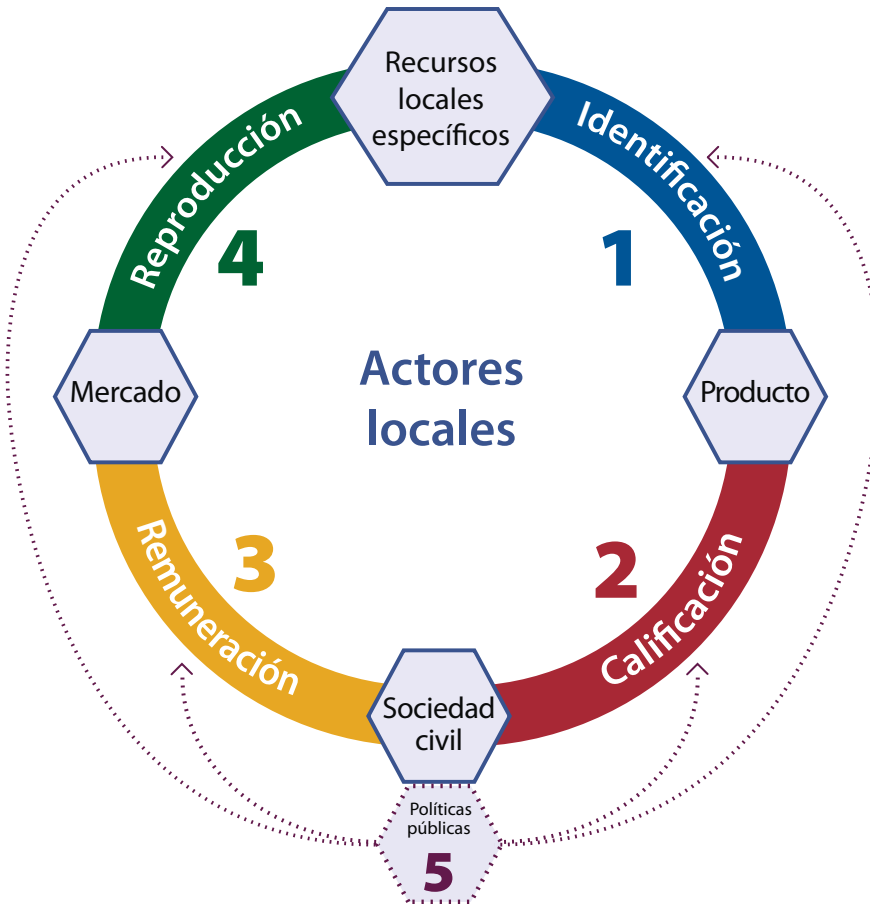 Recursos
locales
específicos
Identificación
1
Producto
Calificación
2
Sociedad
civil
Remuneración
3
Mercado
Reproducción
4
Actores
locales
Políticas
públicas
5